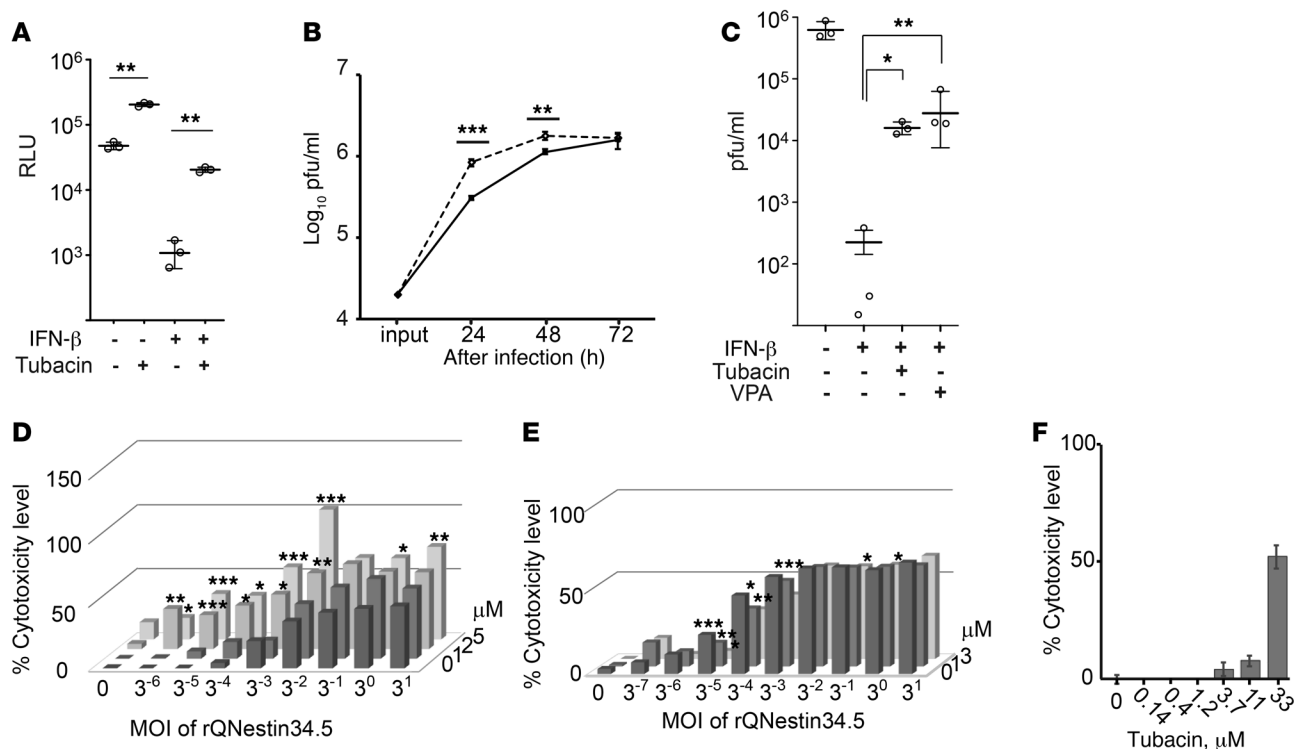 A
10⁶
10⁵
10⁴
10³
RLU
**
**
IFN-β - - + +
Tubacin - + - +
B
7
6
5
4
Log₁₀ pfu/ml
***
**
input 24 48 72
After infection (h)
C
10⁶
10⁵
10⁴
10³
10²
pfu/ml
*
**
IFN-β - + + +
Tubacin - - + -
VPA - - - +
D
150
100
50
0
% Cytotoxicity level
** * *** *** * * * *** ** *** * **
0 3⁻⁶ 3⁻⁵ 3⁻⁴ 3⁻³ 3⁻² 3⁻¹ 3⁰ 3¹
0 1 2 5
μM
MOI of rQNestin34.5
E
100
50
0
% Cytotoxicity level
*** ** * * ** *** * *
0 3⁻⁷ 3⁻⁶ 3⁻⁵ 3⁻⁴ 3⁻³ 3⁻² 3⁻¹ 3⁰ 3¹
0 1 3
μM
MOI of rQNestin34.5
F
100
50
0
% Cytotoxicity level
0 0.14 0.4 1.2 3.7 11 33
Tubacin, μM